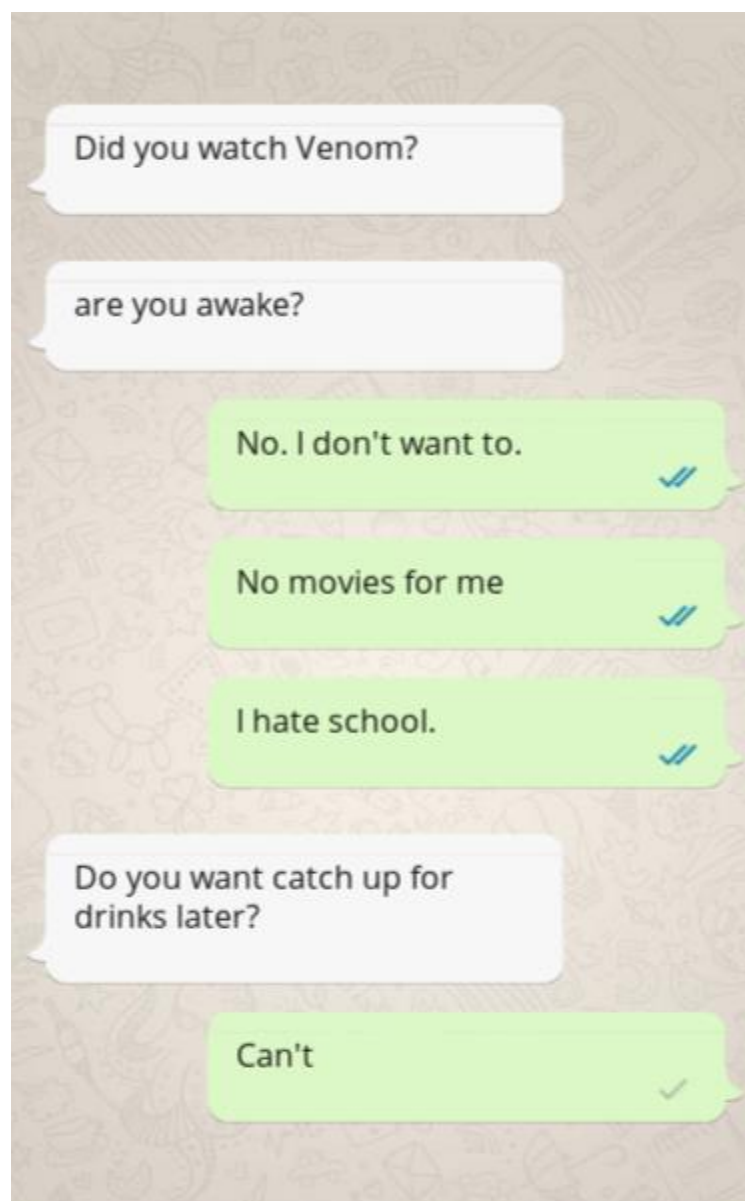 Did you watch Venom?
are you awake?
No. I don't want to.
No movies for me
I hate school.
Do you want catch up for
drinks later?
Can't